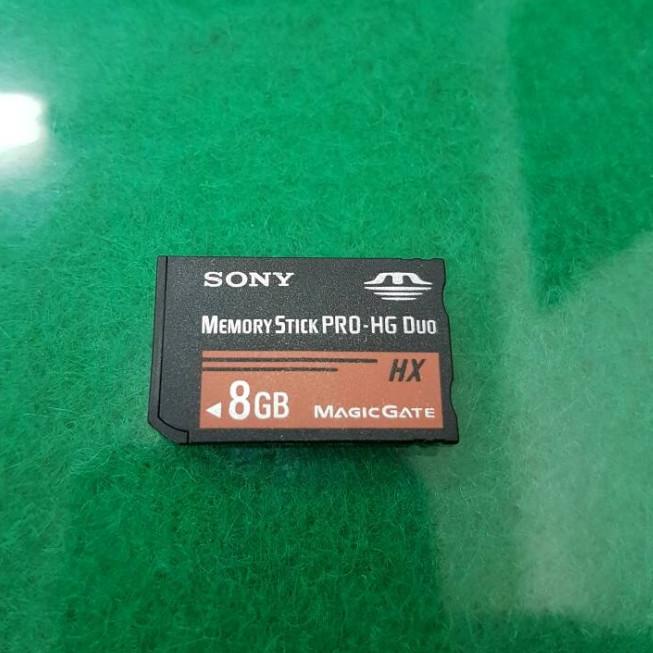 SONY
MEMORY STICK PRO-HG DUO
HX
8GB MAGICGATE